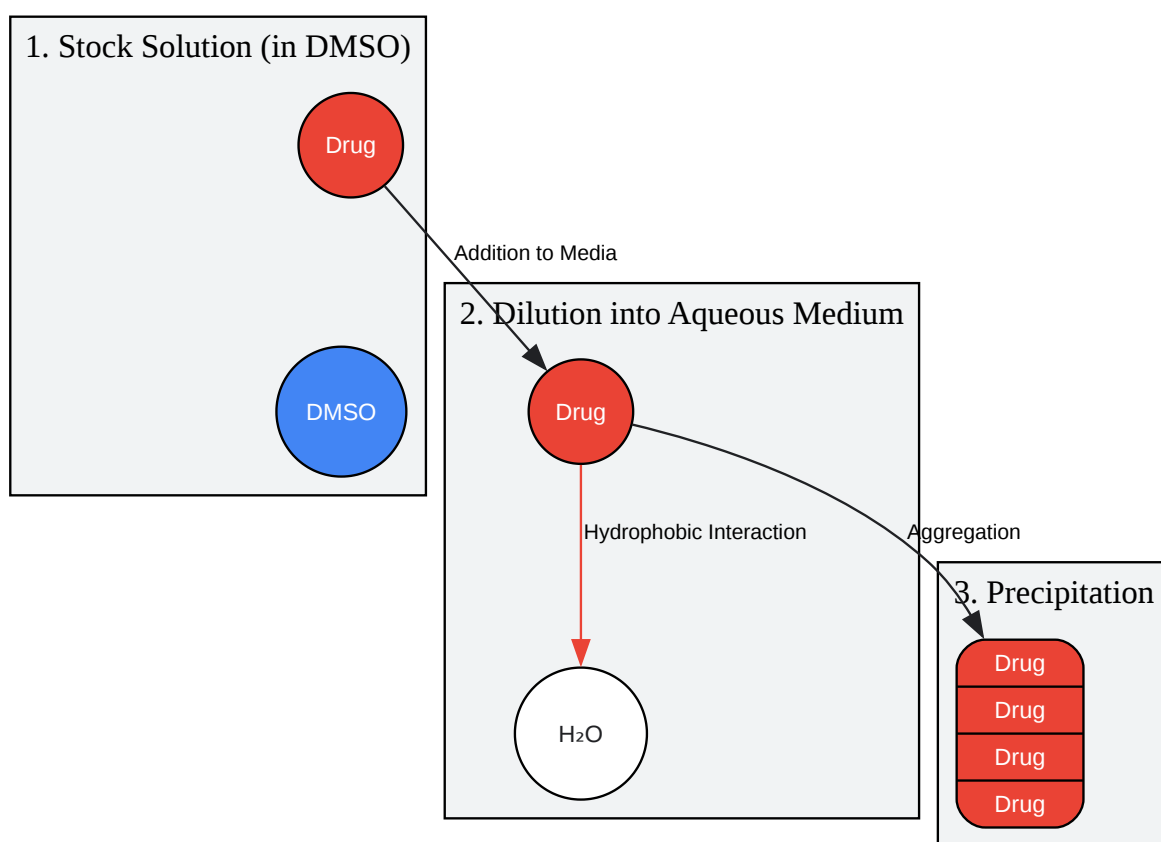 1. Stock Solution (in DMSO)
Drug
DMSO
Addition to Media
2. Dilution into Aqueous Medium
Drug
Hydrophobic Interaction
H₂O
Aggregation
3. Precipitation
Drug
Drug
Drug
Drug